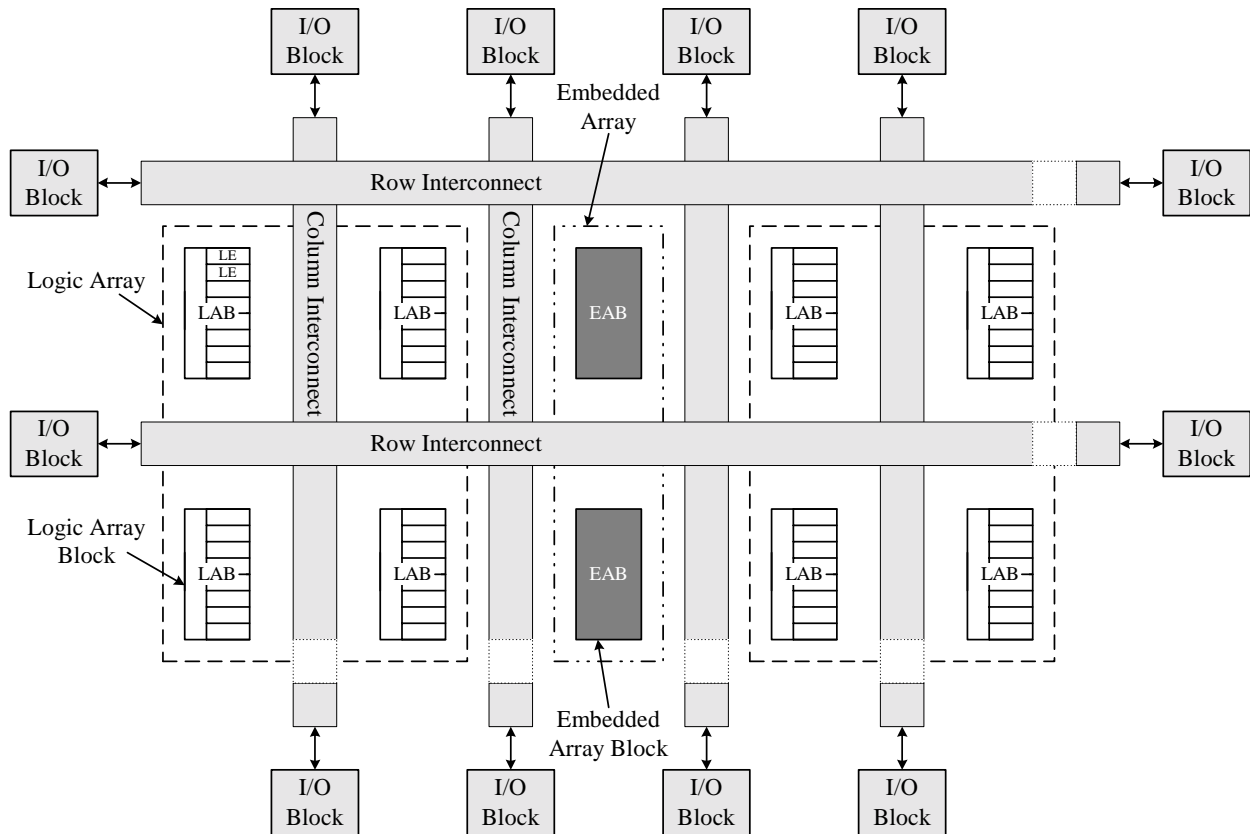 I/O
Block
I/O
Block
I/O
Block
I/O
Block
Embedded
Array
I/O
Block
Row Interconnect
I/O
Block
Logic Array
LE
LE
LAB
Column Interconnect
LAB
Column Interconnect
EAB
LAB
LAB
I/O
Block
Row Interconnect
I/O
Block
Logic Array
Block
LAB
LAB
EAB
LAB
LAB
Embedded
Array Block
I/O
Block
I/O
Block
I/O
Block
I/O
Block